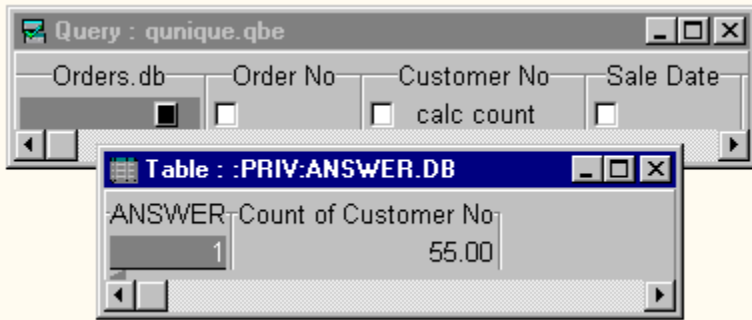 Query : qunique.qbe
Orders.db Order No Customer No Sale Date
calc count
Table : :PRIV:ANSWER.DB
ANSWER Count of Customer No
1 55.00